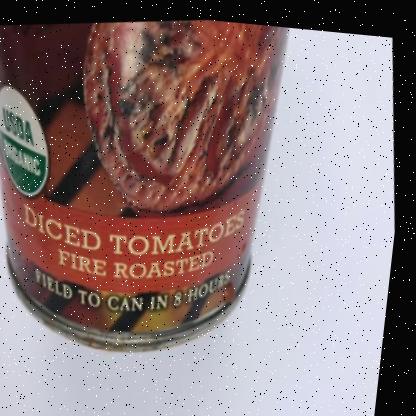 USDA
ORGANIC
DICED TOMATOES
FIRE ROASTED
FIELD TO CAN IN 8 HOURS